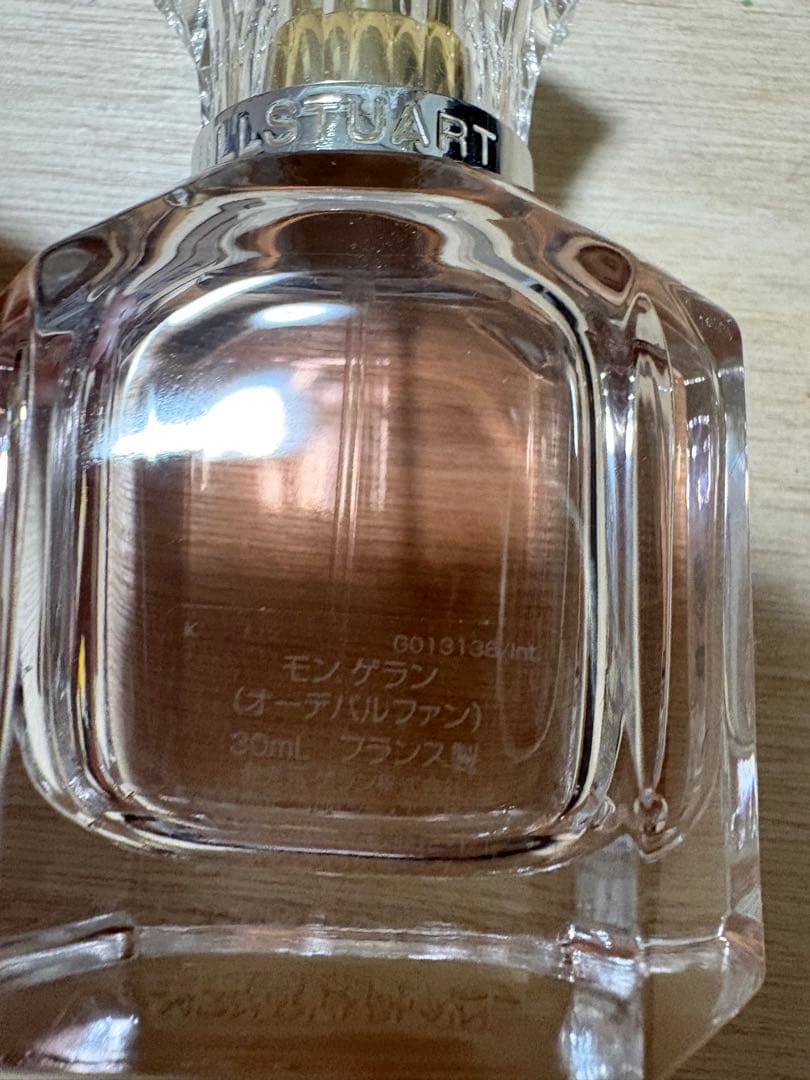 LLSTUART
K
G013138/Int.
モン ゲラン
(オーデパルファン)
30mL フランス製